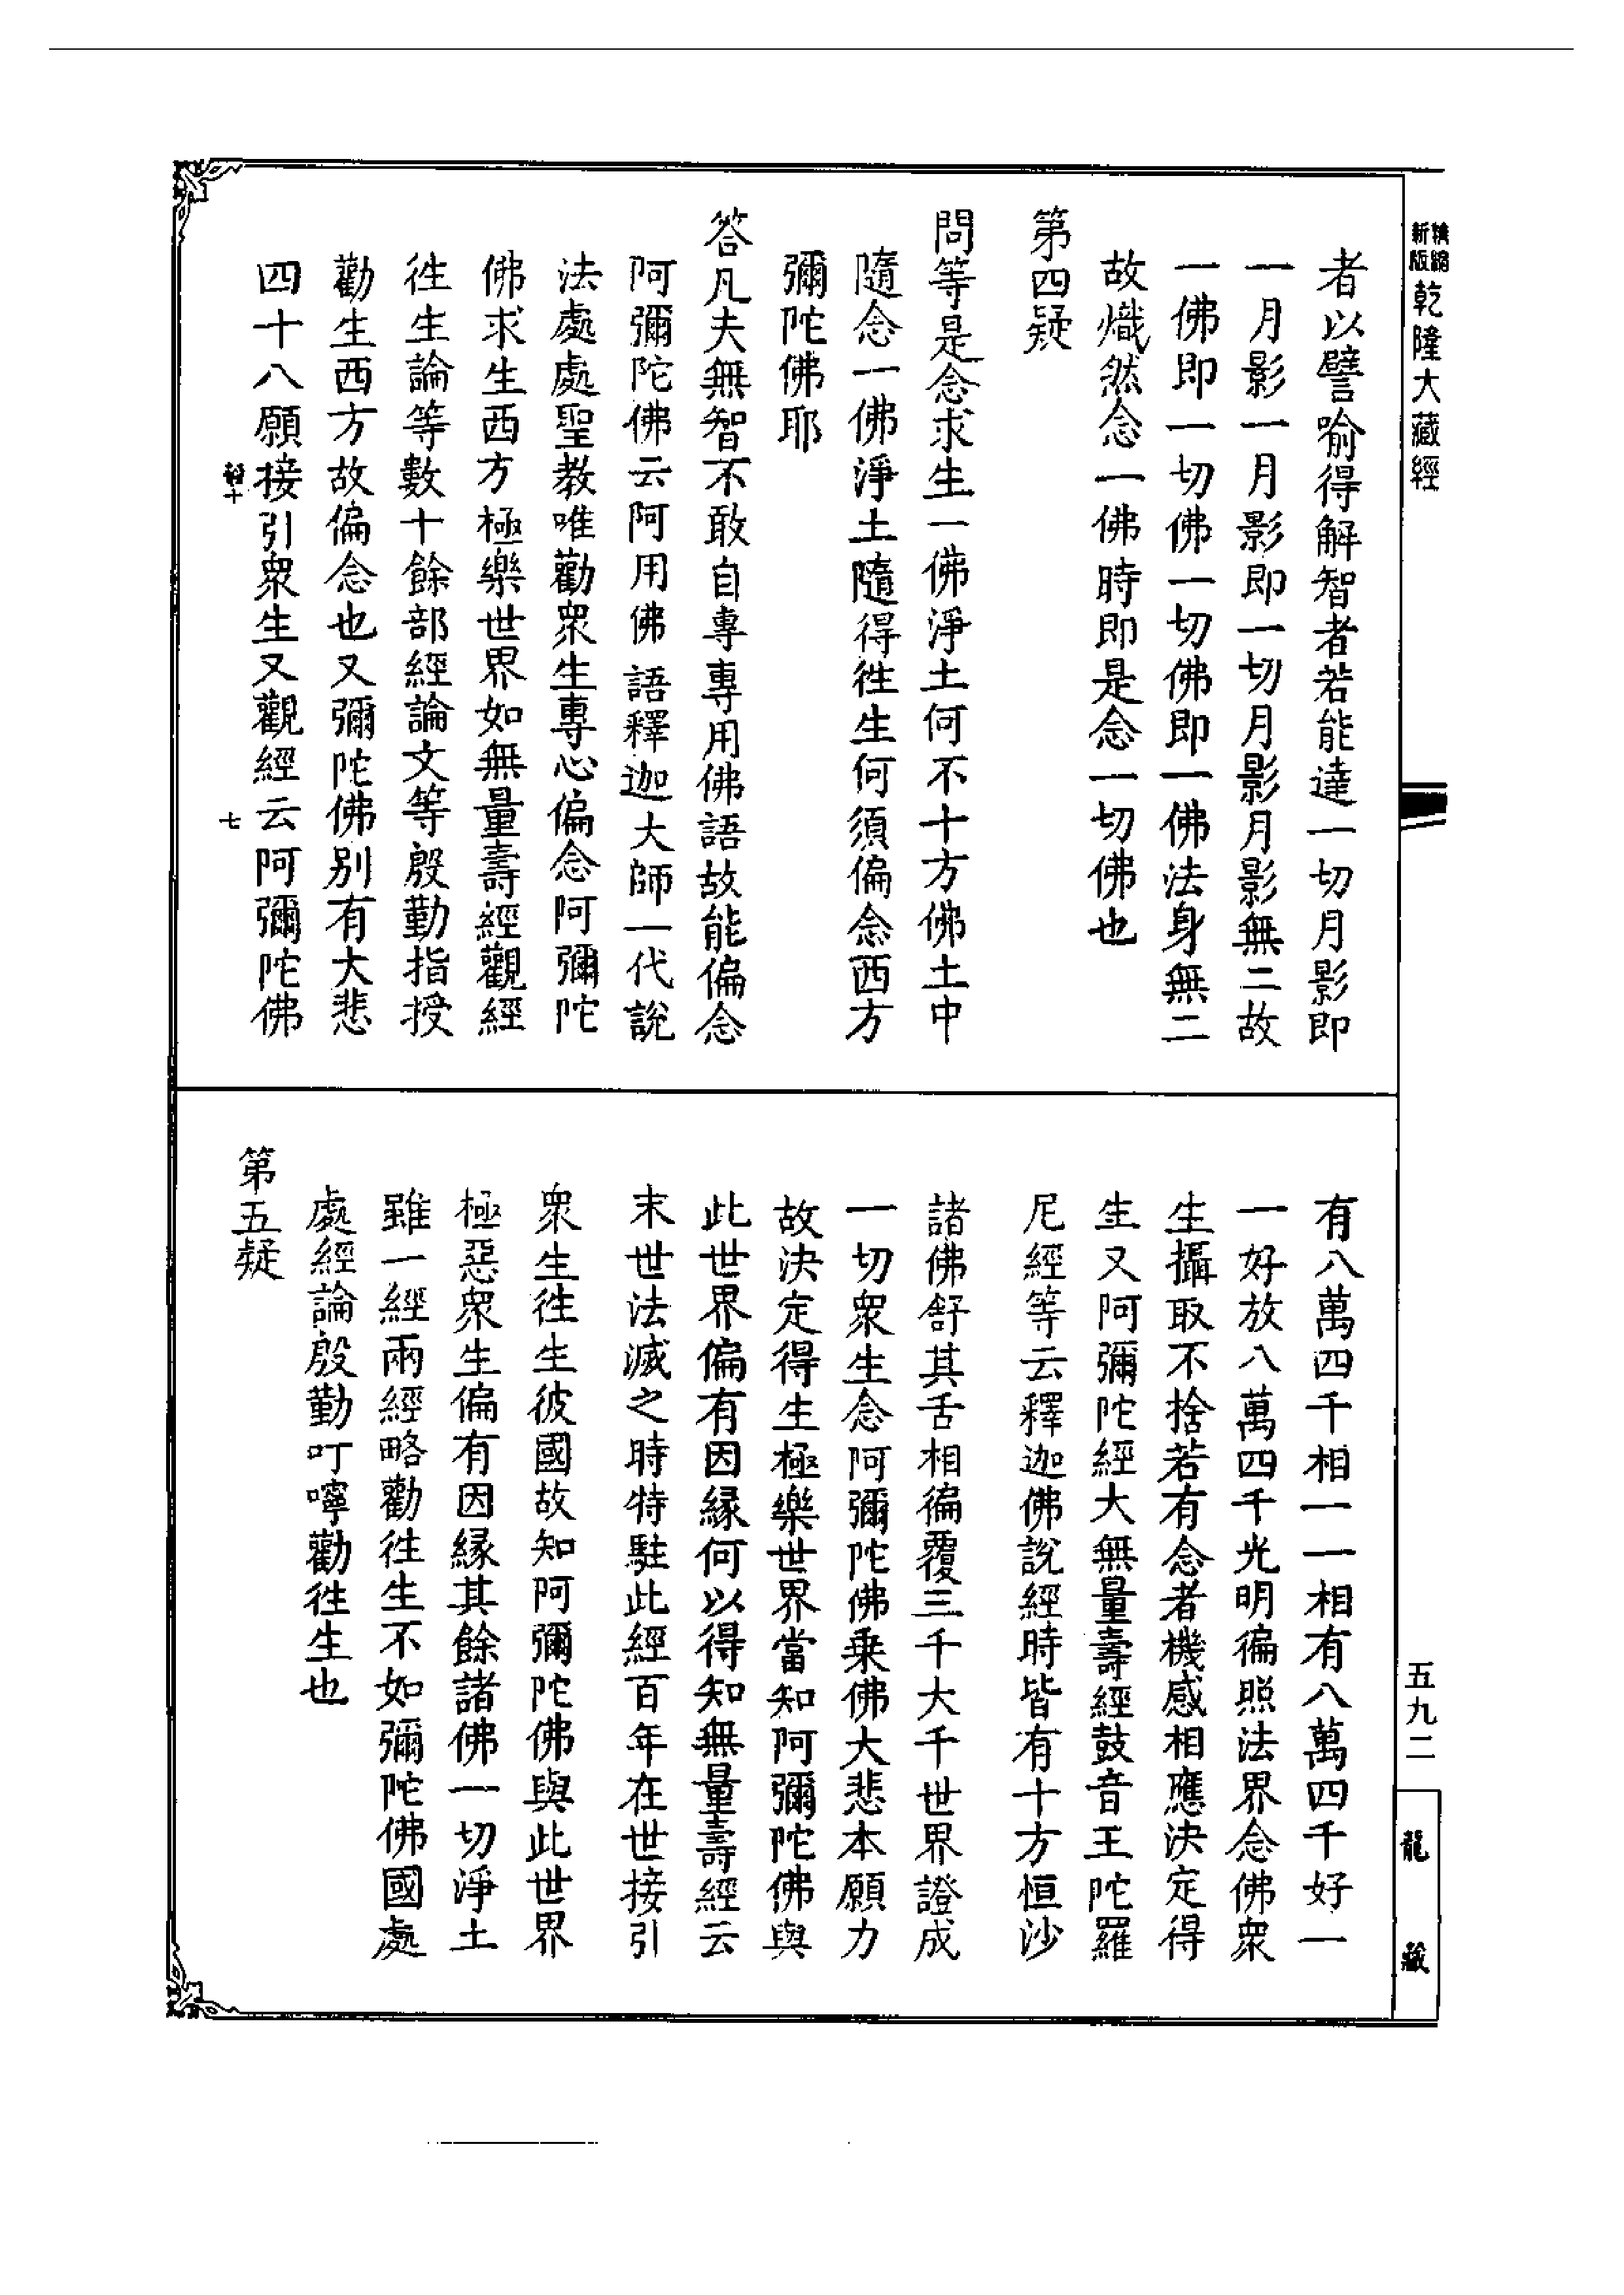 新版精縮乾隆大藏經
者以譬喻得解智者若能達一切月影即
一月影一月影即一切月影月影無二故
一佛即一切佛一切佛即一佛法身無二
故熾然念一佛時即是念一切佛也
第四疑
問等是念求生一佛淨土何不十方佛土中
隨念一佛淨土隨得徃生何須偏念西方
彌陀佛耶
答凡夫無智不敢自專專用佛語故能偏念
阿彌陀佛云何用佛語釋迦大師一代說
法處處聖教唯勸衆生專心偏念阿彌陀
佛求生西方極樂世界如無量壽經觀經
徃生論等數十餘部經論文等殷勤指授
勸生西方故偏念也又彌陀佛別有大悲
四十八願接引衆生又觀經云阿彌陀佛
十
七
有八萬四千相一一相有八萬四千好一
一好放八萬四千光明徧照法界念佛衆
生攝取不捨若有念者機感相應決定得
生又阿彌陀經大無量壽經鼓音王陀羅
尼經等云釋迦佛說經時皆有十方恒沙
諸佛舒其舌相徧覆三千大千世界證成
一切衆生念阿彌陀佛乗佛大悲本願力
故決定得生極樂世界當知阿彌陀佛與
此世界偏有因縁何以得知無量壽經云
末世法滅之時特駐此經百年在世接引
衆生徃生彼國故知阿彌陀佛與此世界
極惡衆生偏有因縁其餘諸佛一切淨土
雖一經兩經略勸徃生不如彌陀佛國處
處經論殷勤叮嚀勸徃生也
第五疑
五九二
龍藏